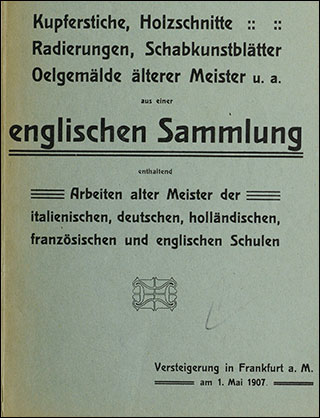 Kupferstiche, Holzschnitte :: ::
Radierungen, Schabkunstblätter
Oelgemälde älterer Meister u. a.
aus einer
englischen Sammlung
enthaltend
Arbeiten alter Meister der
italienischen, deutschen, holländischen,
französischen und englischen Schulen
Versteigerung in Frankfurt a. M.
am 1. Mai 1907.